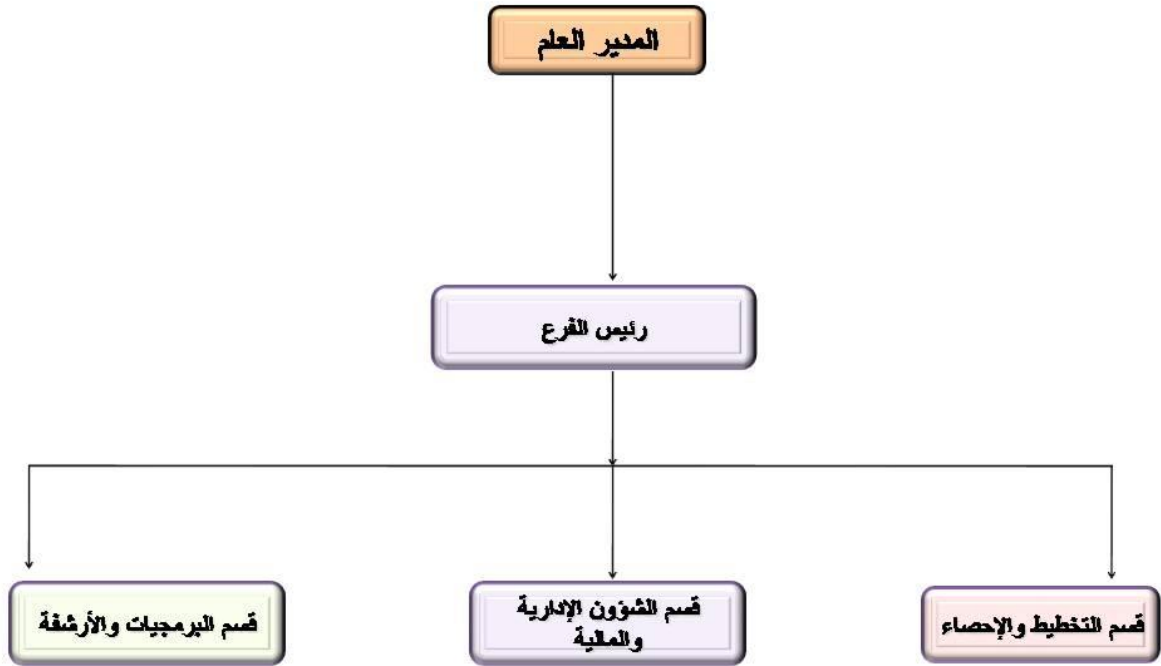 المدير العام
رئيس الفرع
قسم التخطيط والإحصاء
قسم الشؤون الإدارية
والمالية
قسم البرمجيات والأرشفة